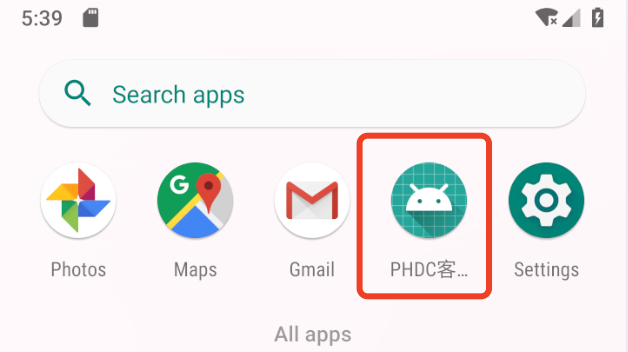 5:39
Search apps
G
Photos
Maps
Gmail
PHDC客...
Settings
All apps